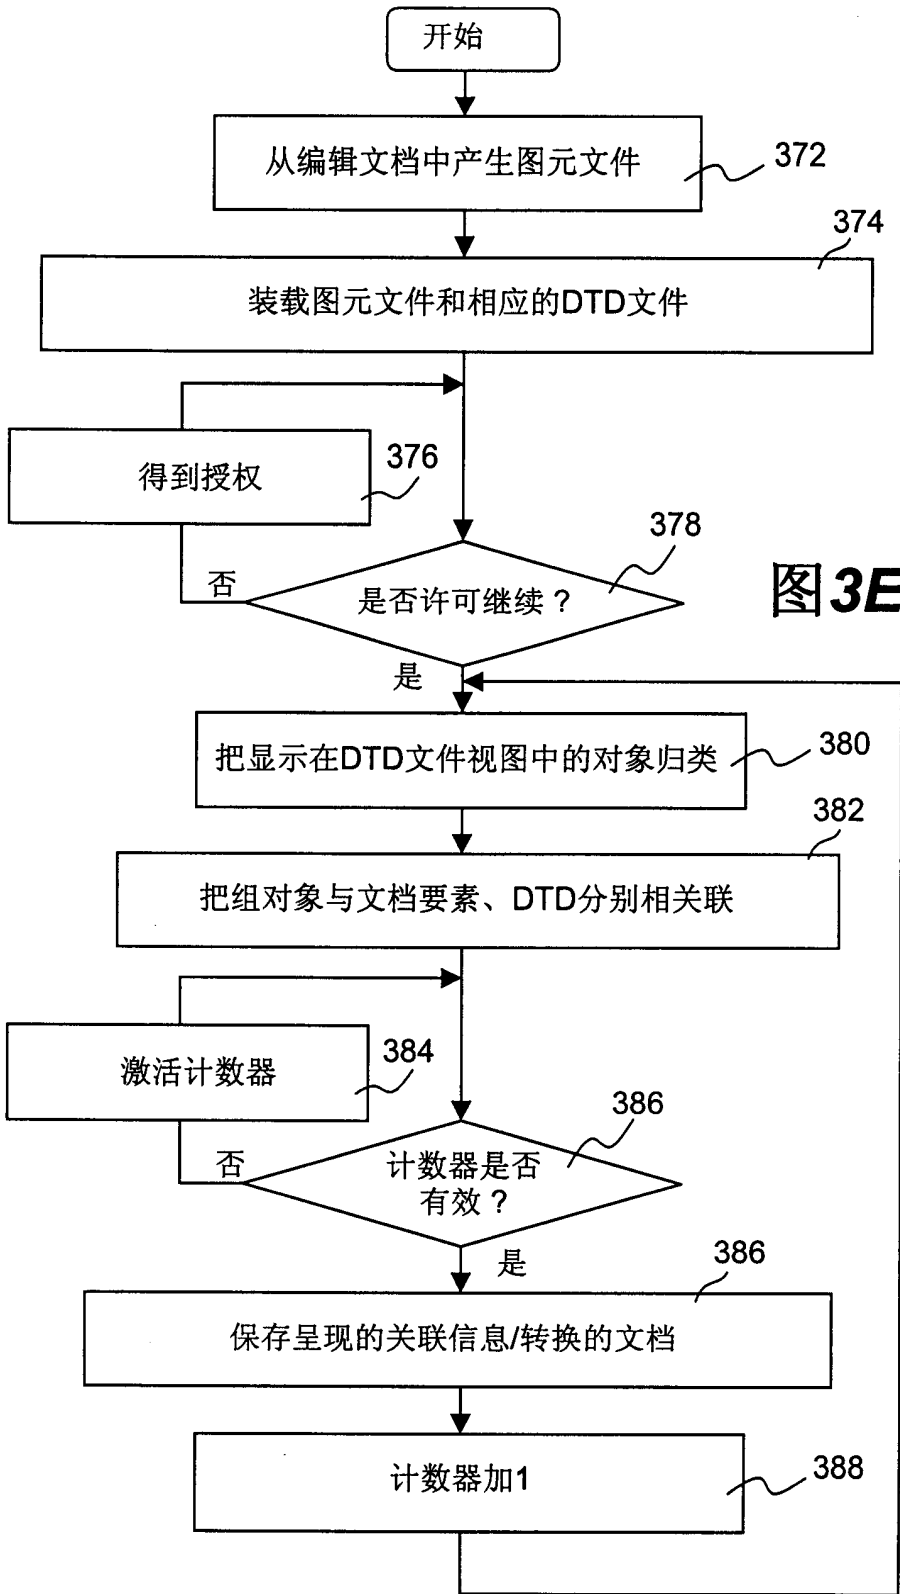 开始
从编辑文档中产生图元文件
372
374
装载图元文件和相应的DTD文件
得到授权
376
378
否
是否许可继续？
图3E
是
把显示在DTD文件视图中的对象归类
380
382
把组对象与文档要素、DTD分别相关联
激活计数器
384
386
否
计数器是否
有效？
是
386
保存呈现的关联信息/转换的文档
计数器加1
388